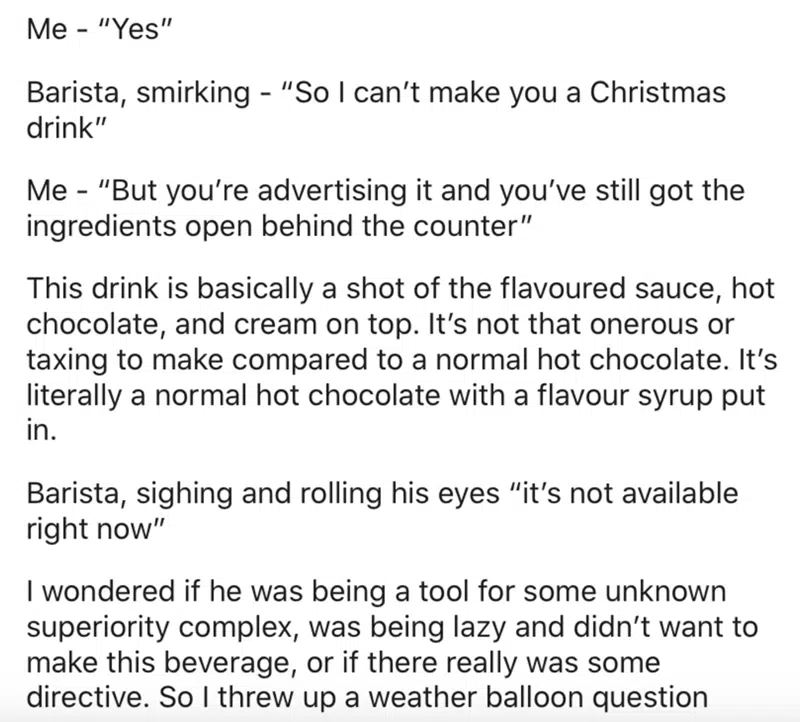 Me - “Yes”
Barista, smirking - “So I can’t make you a Christmas
drink”
Me - “But you’re advertising it and you’ve still got the
ingredients open behind the counter”
This drink is basically a shot of the flavoured sauce, hot
chocolate, and cream on top. It’s not that onerous or
taxing to make compared to a normal hot chocolate. It’s
literally a normal hot chocolate with a flavour syrup put
in.
Barista, sighing and rolling his eyes “it’s not available
right now”
I wondered if he was being a tool for some unknown
superiority complex, was being lazy and didn’t want to
make this beverage, or if there really was some
directive. So I threw up a weather balloon question